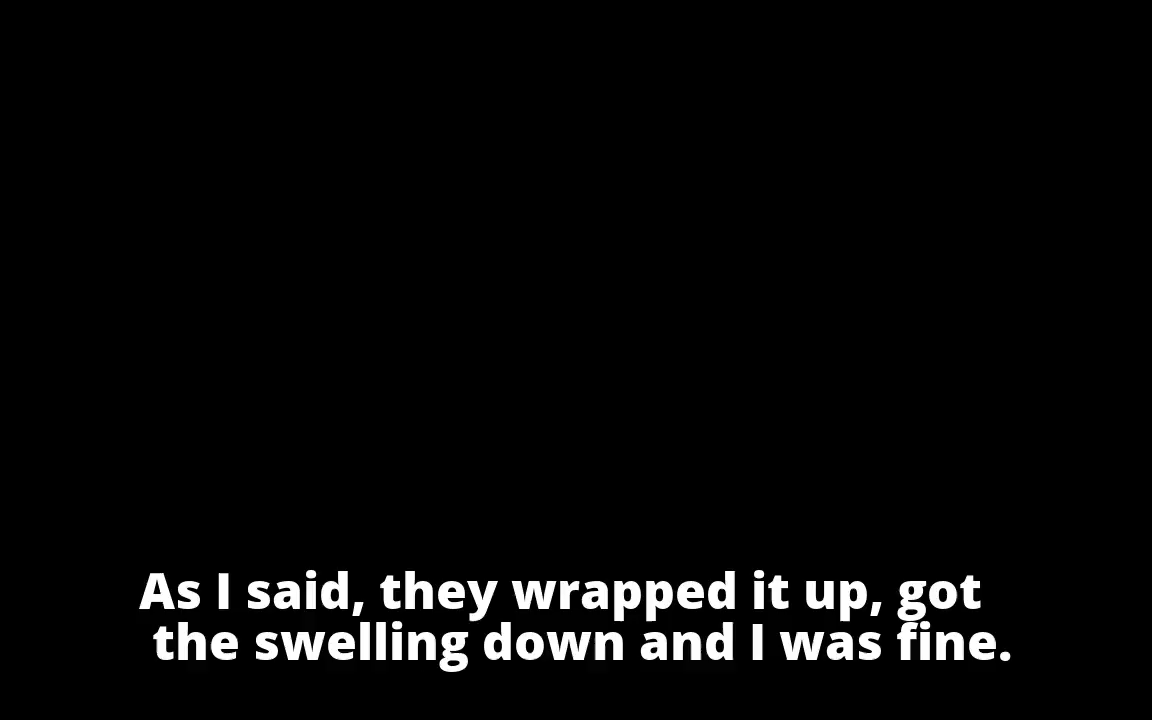 As I said, they wrapped it up, got
the swelling down and I was fine.